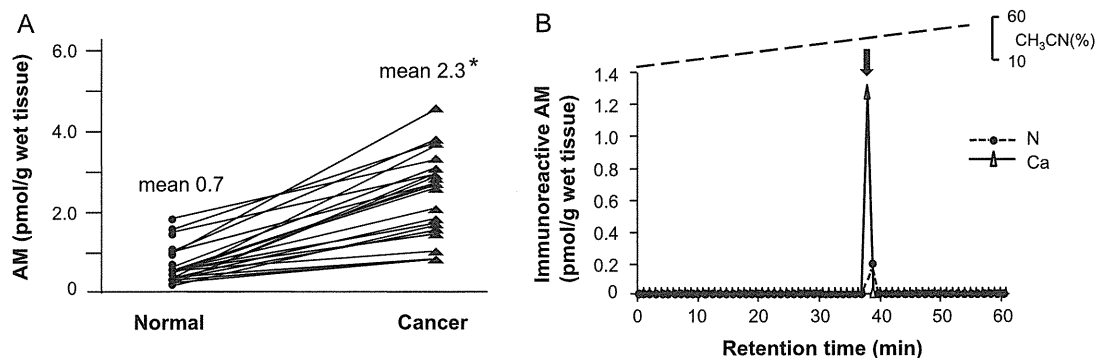 A
AM (pmol/g wet tissue)
6.0
4.0
2.0
0
mean 0.7
mean 2.3*
Normal
Cancer
B
60
CH₃CN(%)
10
Immunoreactive AM
(pmol/g wet tissue)
1.4
1.2
1.0
0.8
0.6
0.4
0.2
0
N
Ca
0 10 20 30 40 50 60
Retention time (min)